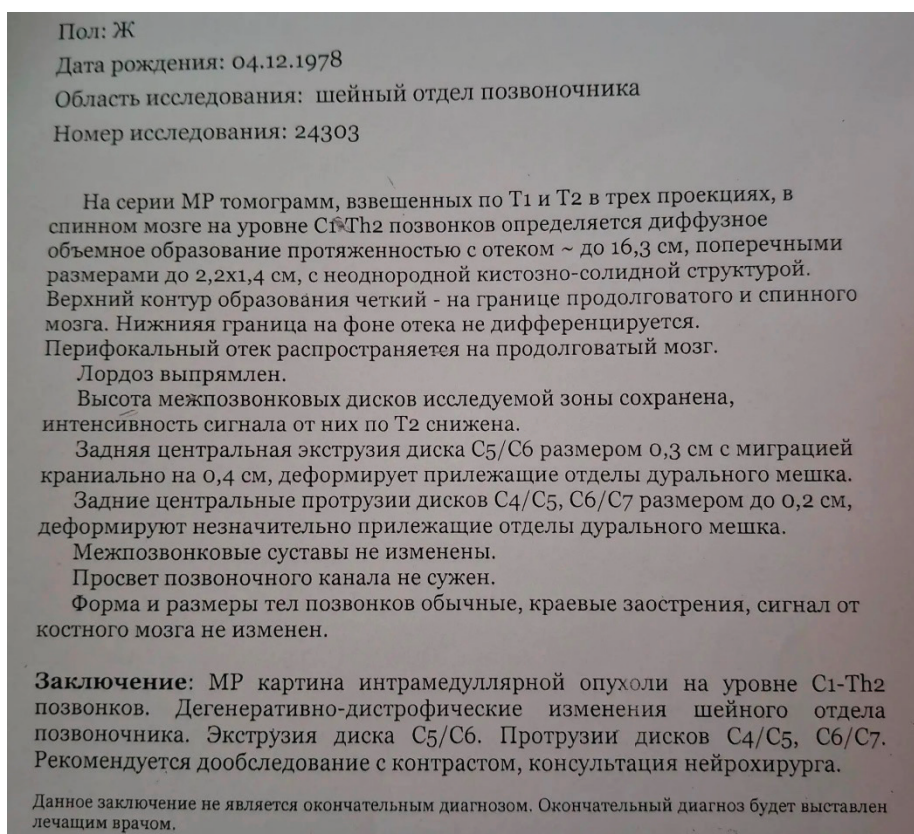 Пол: Ж
Дата рождения: 04.12.1978
Область исследования: шейный отдел позвоночника
Номер исследования: 24303
На серии МР томограмм, взвешенных по Т1 и Т2 в трех проекциях, в
спинном мозге на уровне С1-Th2 позвонков определяется диффузное
объемное образование протяженностью с отеком ~ до 16,3 см, поперечными
размерами до 2,2х1,4 см, с неоднородной кистозно-солидной структурой.
Верхний контур образования четкий - на границе продолговатого и спинного
мозга. Нижнияя граница на фоне отека не дифференцируется.
Перифокальный отек распространяется на продолговатый мозг.
Лордоз выпрямлен.
Высота межпозвонковых дисков исследуемой зоны сохранена,
интенсивность сигнала от них по Т2 снижена.
Задняя центральная экструзия диска С5/С6 размером 0,3 см с миграцией
краниально на 0,4 см, деформирует прилежащие отделы дурального мешка.
Задние центральные протрузии дисков С4/С5, С6/С7 размером до 0,2 см,
деформируют незначительно прилежащие отделы дурального мешка.
Межпозвонковые суставы не изменены.
Просвет позвоночного канала не сужен.
Форма и размеры тел позвонков обычные, краевые заострения, сигнал от
костного мозга не изменен.
Заключение: МР картина интрамедуллярной опухоли на уровне С1-Th2
позвонков. Дегенеративно-дистрофические изменения шейного отдела
позвоночника. Экструзия диска С5/С6. Протрузии дисков С4/С5, С6/С7.
Рекомендуется дообследование с контрастом, консультация нейрохирурга.
Данное заключение не является окончательным диагнозом. Окончательный диагноз будет выставлен
лечащим врачом.